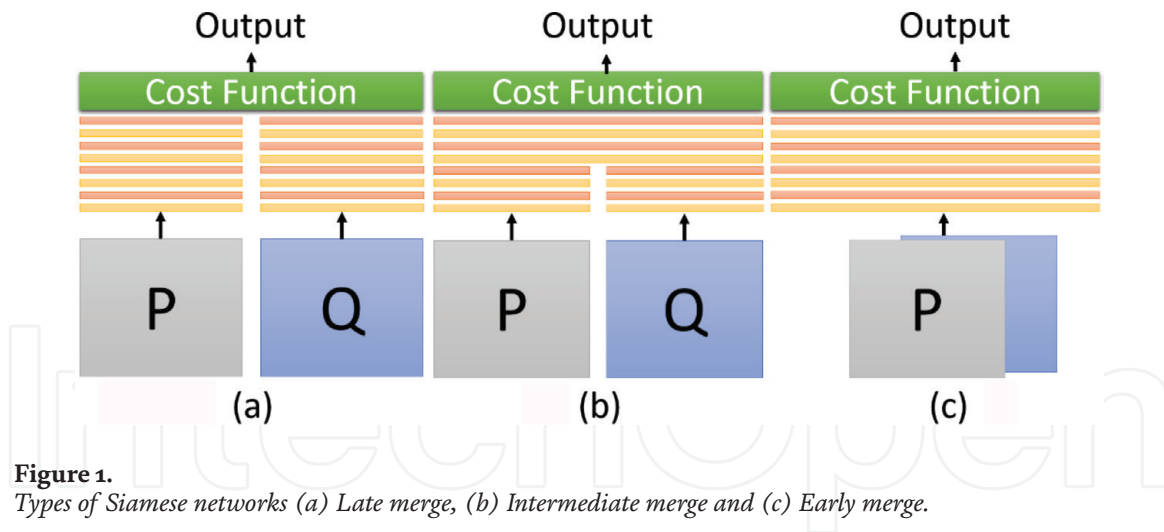 Output Output Output
Cost Function Cost Function Cost Function
P Q P Q P
(a) (b) (c)
IntechOpen
Figure 1.
Types of Siamese networks (a) Late merge, (b) Intermediate merge and (c) Early merge.